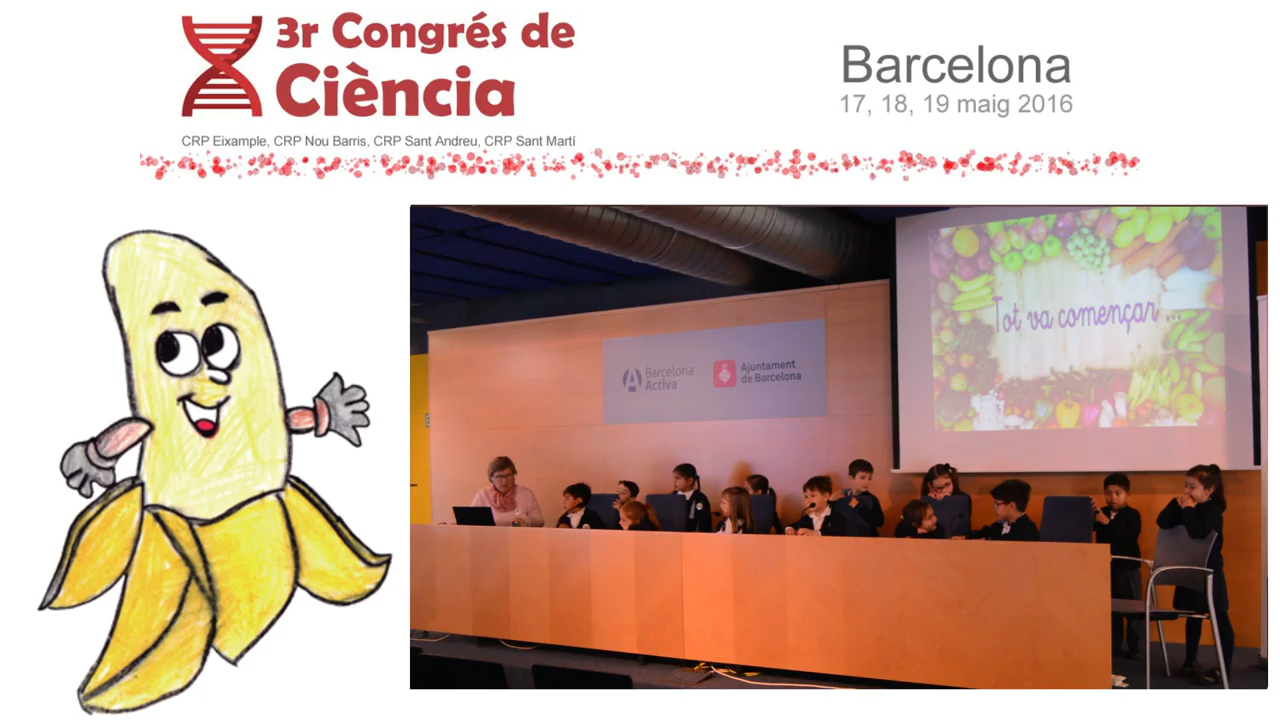 3r Congrés de
Ciència
CRP Eixample, CRP Nou Barris, CRP Sant Andreu, CRP Sant Martí
Barcelona
17, 18, 19 maig 2016
Tot va començar ...
Barcelona
Activa
Ajuntament
de Barcelona